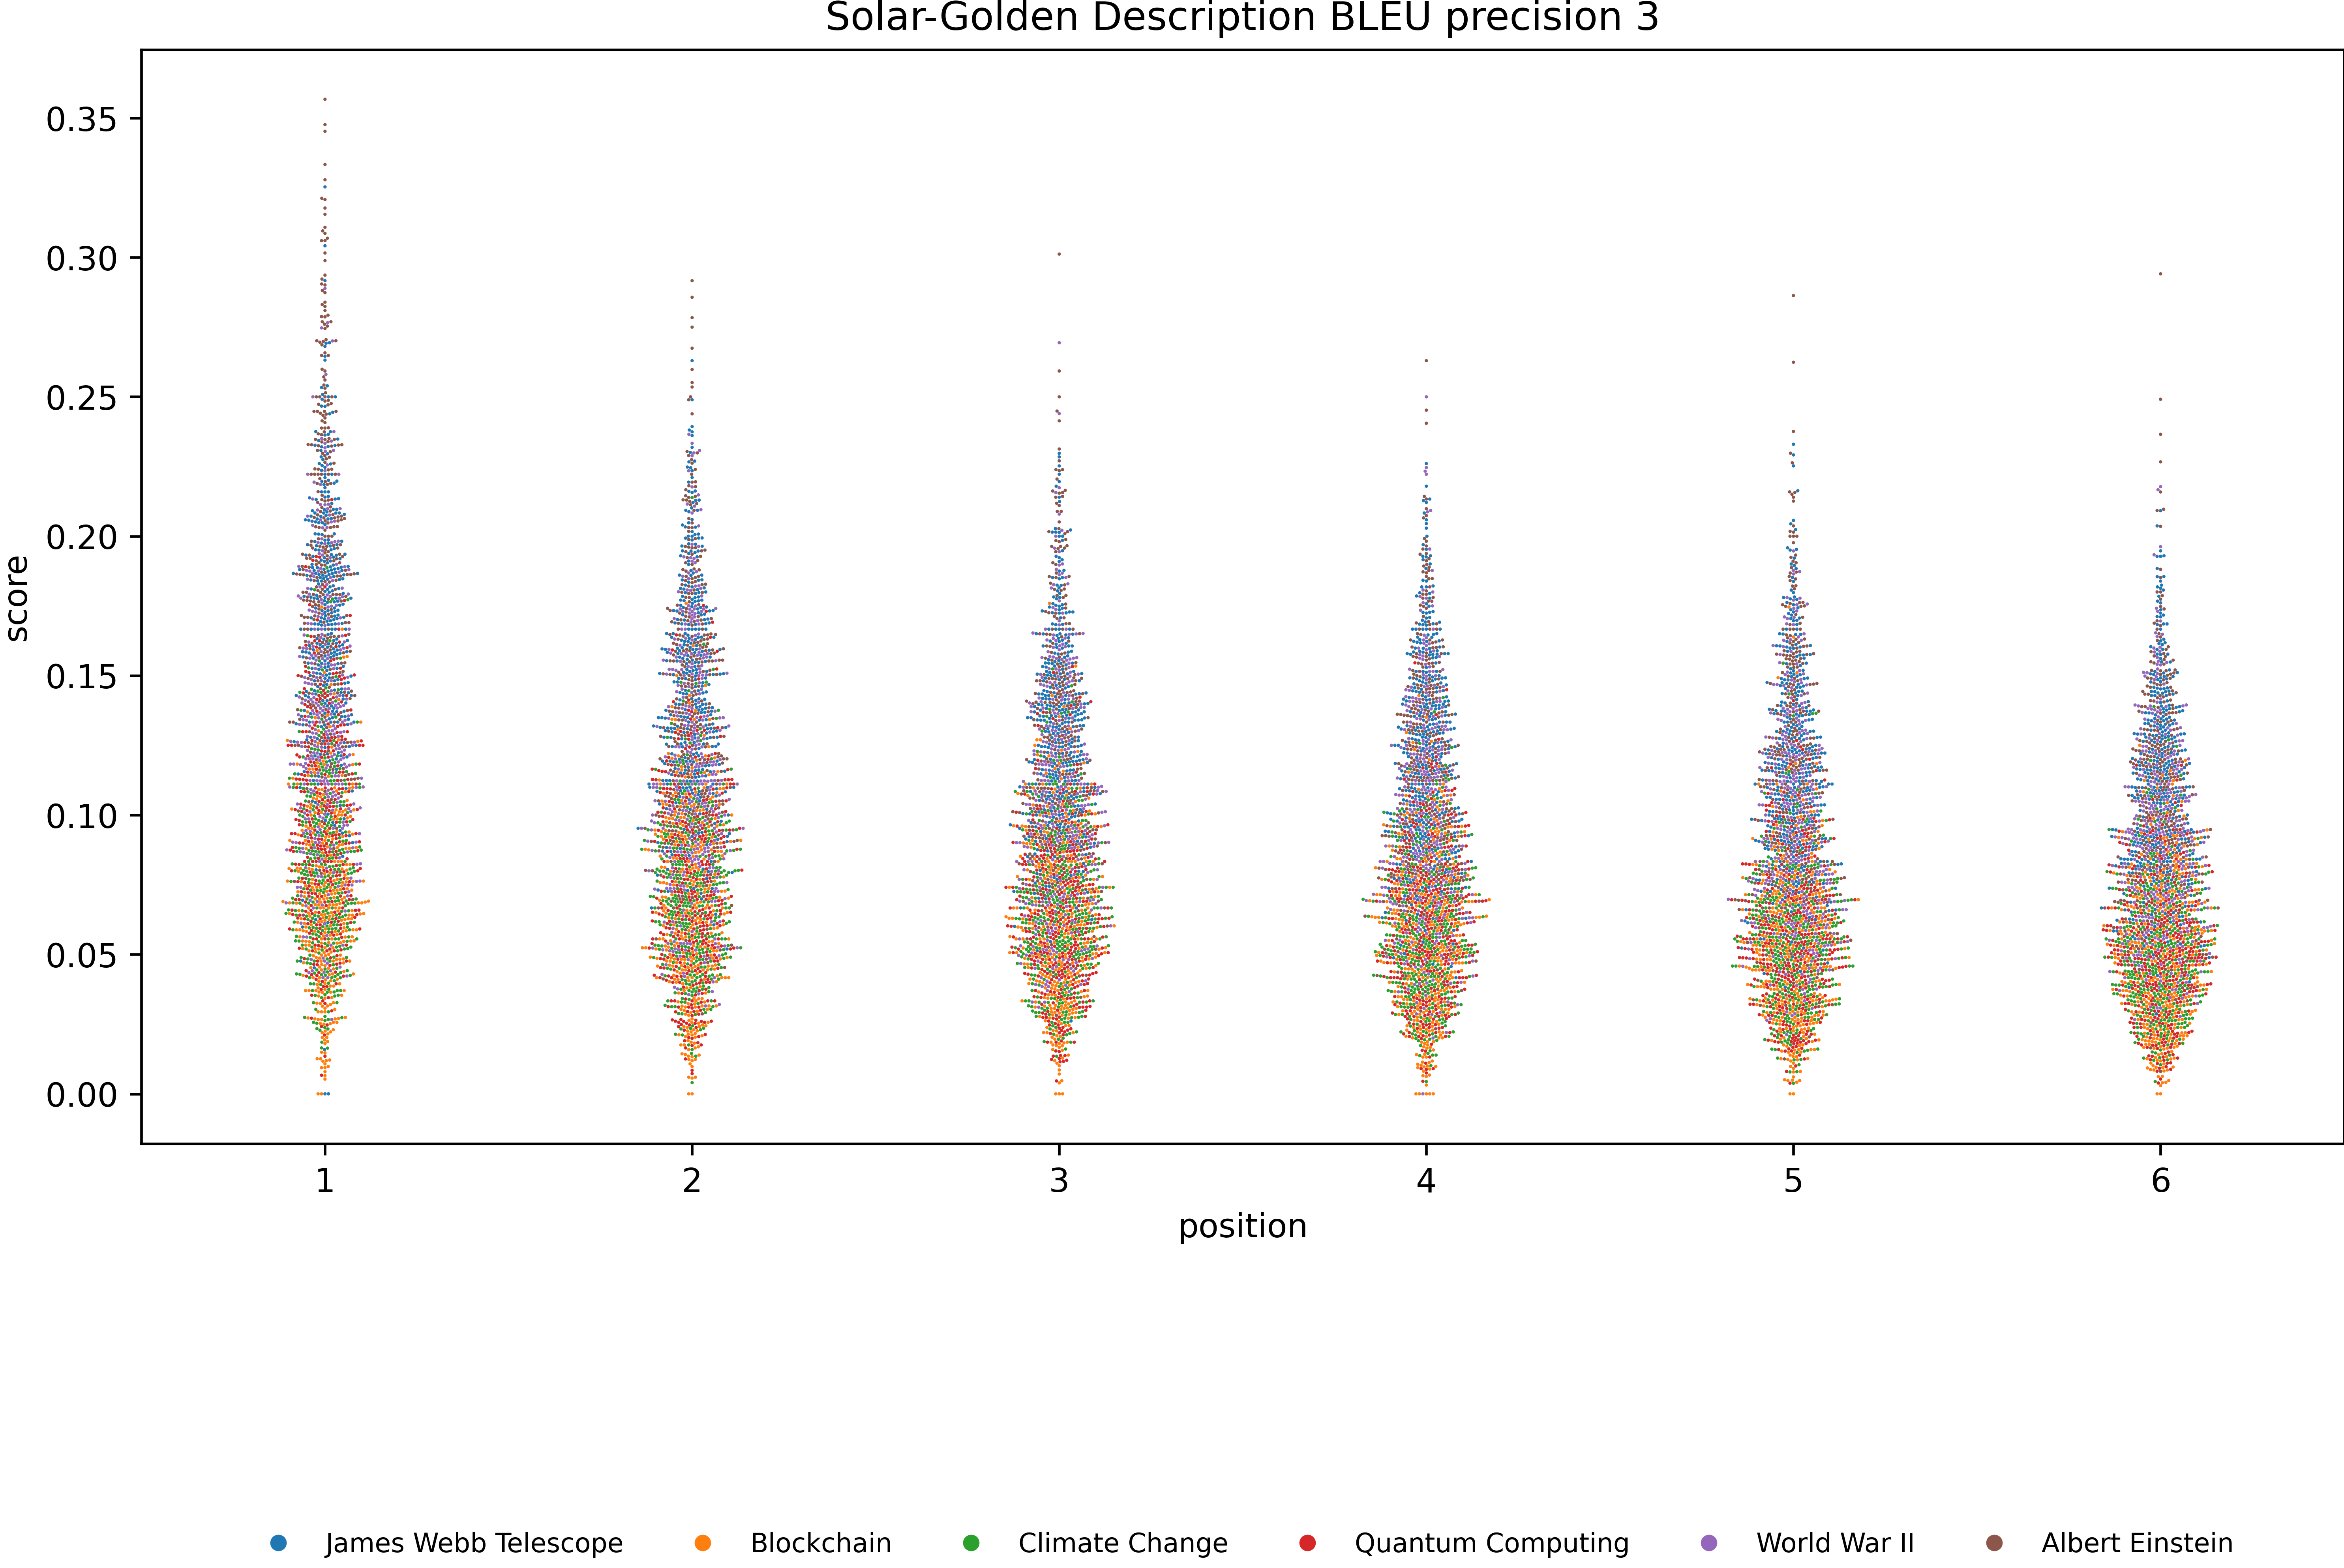 Solar-Golden Description BLEU precision 3
score
0.35
0.30
0.25
0.20
0.15
0.10
0.05
0.00
1 2 3 4 5 6
position
James Webb Telescope Blockchain Climate Change Quantum Computing World War II Albert Einstein